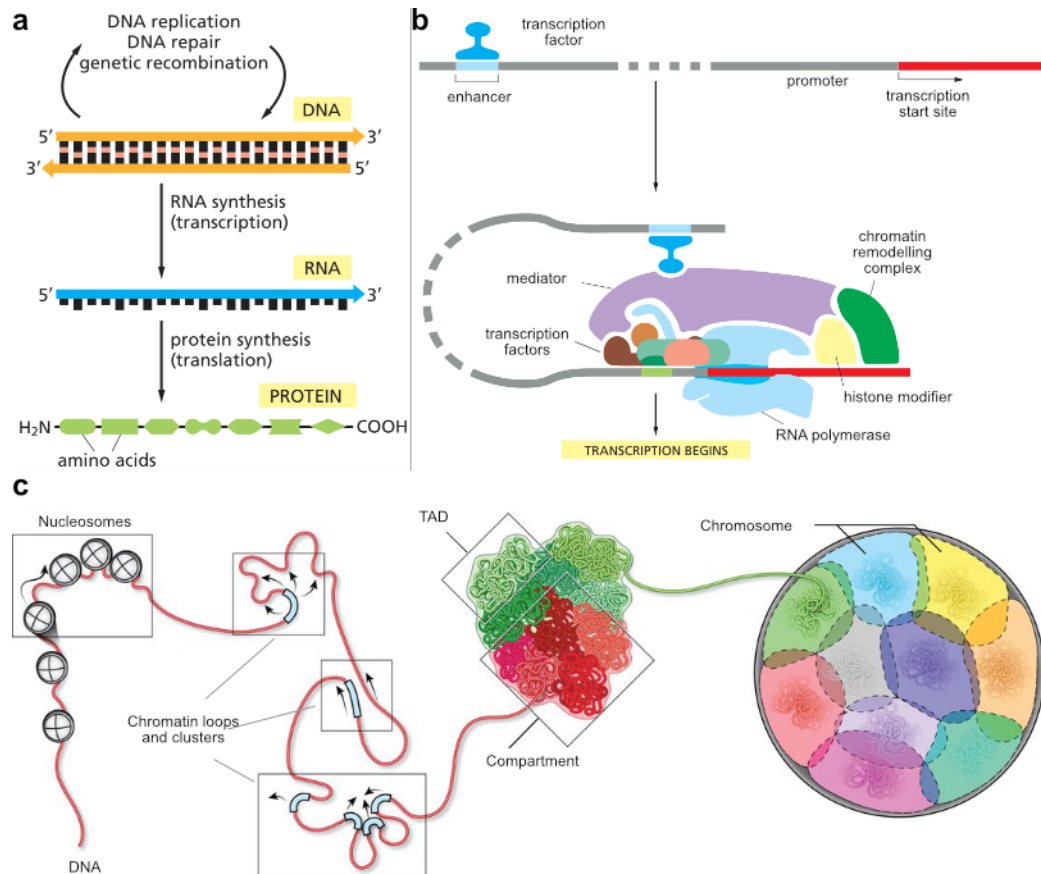 a
DNA replication
DNA repair
genetic recombination
DNA
5′
3′
3′
5′
RNA synthesis
(transcription)
RNA
5′
3′
protein synthesis
(translation)
PROTEIN
H₂N
COOH
amino acids
b
transcription
factor
enhancer
promoter
transcription
start site
chromatin
remodelling
complex
mediator
transcription
factors
histone modifier
RNA polymerase
TRANSCRIPTION BEGINS
c
Nucleosomes
TAD
Chromosome
Chromatin loops
and clusters
Compartment
DNA